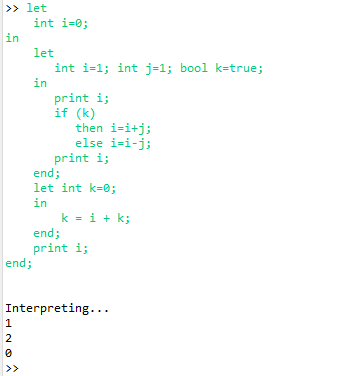 >> let
    int i=0;
in
    let
       int i=1; int j=1; bool k=true;
    in
       print i;
       if (k)
          then i=i+j;
          else i=i-j;
       print i;
    end;
    let int k=0;
    in
        k = i + k;
    end;
    print i;
end;
Interpreting...
1
2
0
>>